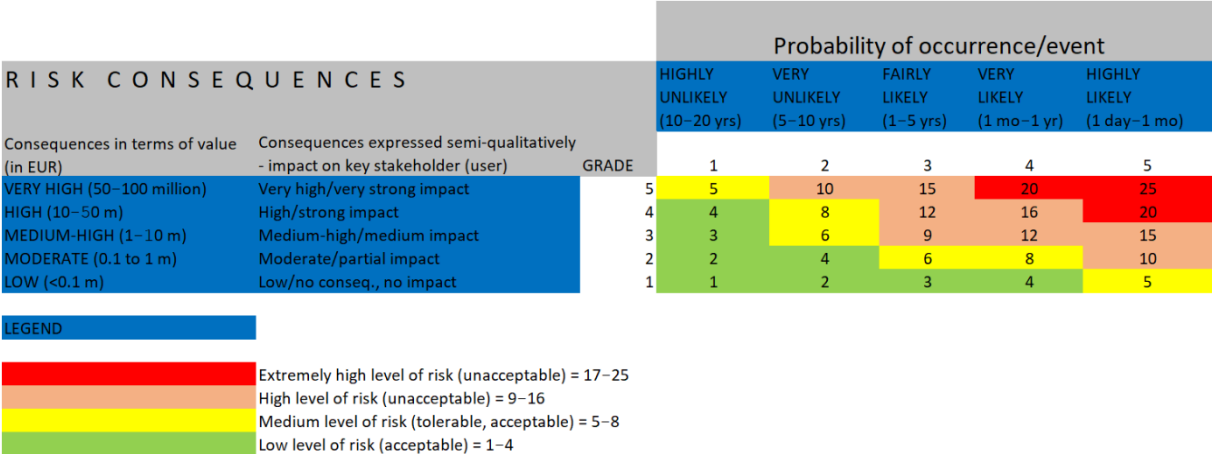 Probability of occurrence/event
RISK CONSEQUENCES
HIGHLY UNLIKELY (10–20 yrs)
VERY UNLIKELY (5–10 yrs)
FAIRLY LIKELY (1–5 yrs)
VERY LIKELY (1 mo–1 yr)
HIGHLY LIKELY (1 day–1 mo)
Consequences in terms of value (in EUR)
Consequences expressed semi-qualitatively - impact on key stakeholder (user)
GRADE 1 2 3 4 5
VERY HIGH (50–100 million) Very high/very strong impact 5 5 10 15 20 25
HIGH (10–50 m) High/strong impact 4 4 8 12 16 20
MEDIUM-HIGH (1–10 m) Medium-high/medium impact 3 3 6 9 12 15
MODERATE (0.1 to 1 m) Moderate/partial impact 2 2 4 6 8 10
LOW (<0.1 m) Low/no conseq., no impact 1 1 2 3 4 5
LEGEND
Extremely high level of risk (unacceptable) = 17–25
High level of risk (unacceptable) = 9–16
Medium level of risk (tolerable, acceptable) = 5–8
Low level of risk (acceptable) = 1–4